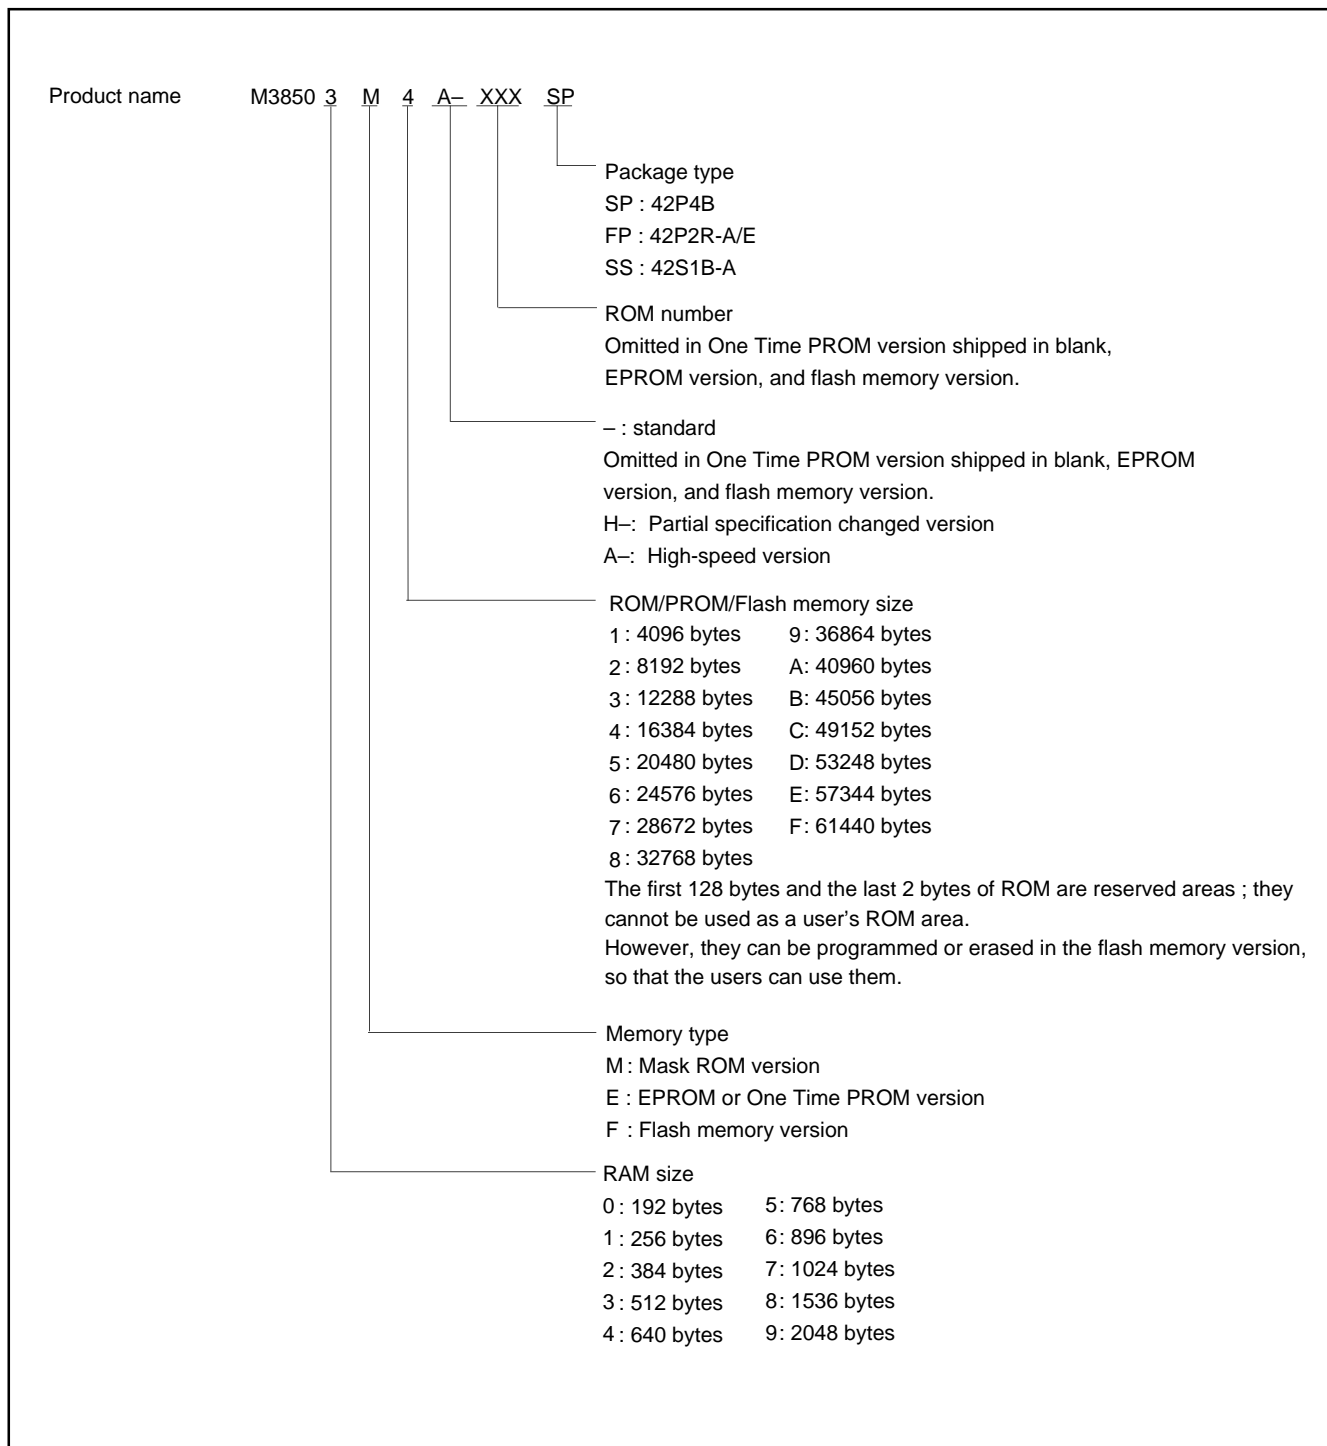 Product name M3850 3 M 4 A– XXX SP
Package type
SP : 42P4B
FP : 42P2R-A/E
SS : 42S1B-A
ROM number
Omitted in One Time PROM version shipped in blank,
EPROM version, and flash memory version.
– : standard
Omitted in One Time PROM version shipped in blank, EPROM
version, and flash memory version.
H–: Partial specification changed version
A–: High-speed version
ROM/PROM/Flash memory size
1 : 4096 bytes 9 : 36864 bytes
2 : 8192 bytes A: 40960 bytes
3 : 12288 bytes B: 45056 bytes
4 : 16384 bytes C: 49152 bytes
5 : 20480 bytes D: 53248 bytes
6 : 24576 bytes E: 57344 bytes
7 : 28672 bytes F: 61440 bytes
8 : 32768 bytes
The first 128 bytes and the last 2 bytes of ROM are reserved areas ; they
cannot be used as a user’s ROM area.
However, they can be programmed or erased in the flash memory version,
so that the users can use them.
Memory type
M : Mask ROM version
E : EPROM or One Time PROM version
F : Flash memory version
RAM size
0 : 192 bytes 5 : 768 bytes
1 : 256 bytes 6 : 896 bytes
2 : 384 bytes 7 : 1024 bytes
3 : 512 bytes 8 : 1536 bytes
4 : 640 bytes 9 : 2048 bytes